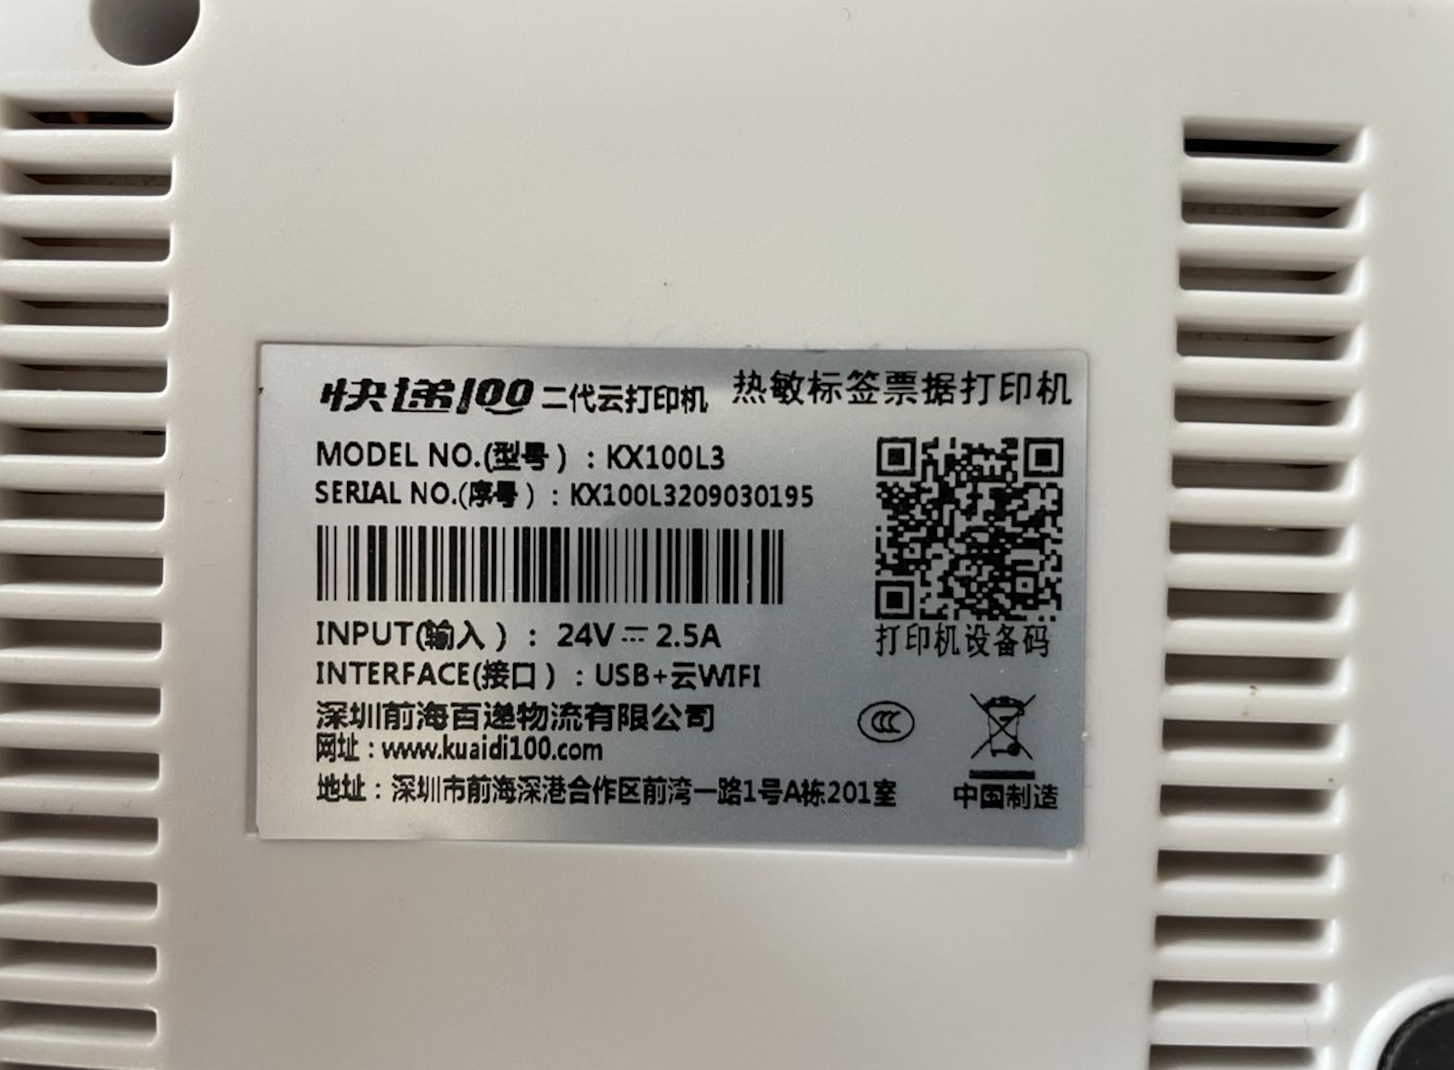 快递100 二代云打印机 热敏标签票据打印机
MODEL NO.(型号):KX100L3
SERIAL NO.(序号):KX100L3209030195
INPUT(输入): 24V⎓2.5A
INTERFACE(接口):USB+云WIFI
打印机设备码
深圳前海百递物流有限公司
网址:www.kuaidi100.com
地址:深圳市前海深港合作区前湾一路1号A栋201室
CCC
中国制造